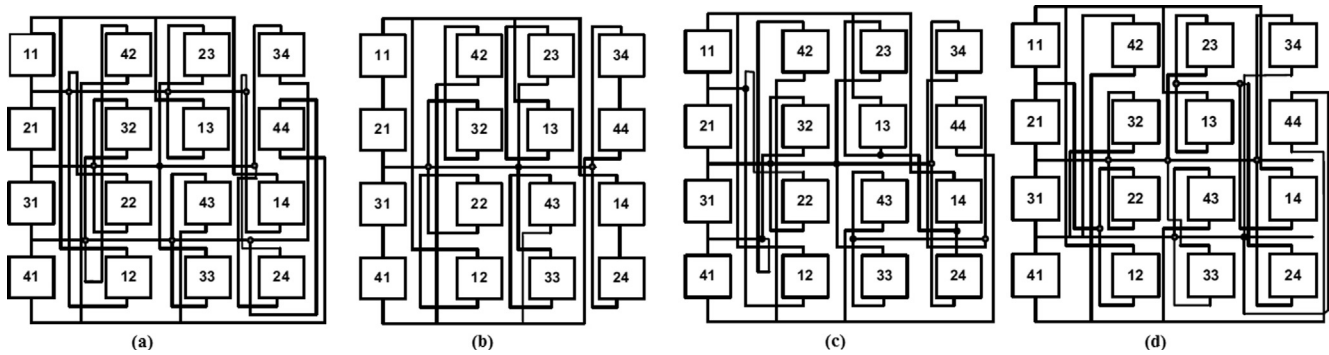 11 42 23 34 11 42 23 34 11 42 23 34 11 42 23 34
21 32 13 44 21 32 13 44 21 32 13 44 21 32 13 44
31 22 43 14 31 22 43 14 31 22 43 14 31 22 43 14
41 12 33 24 41 12 33 24 41 12 33 24 41 12 33 24
(a) (b) (c) (d)